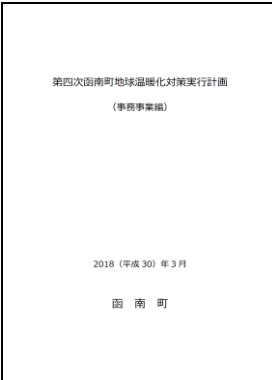 第四次函南町地球温暖化対策実行計画
（事務事業編）
2018（平成 30）年 3 月
函 南 町